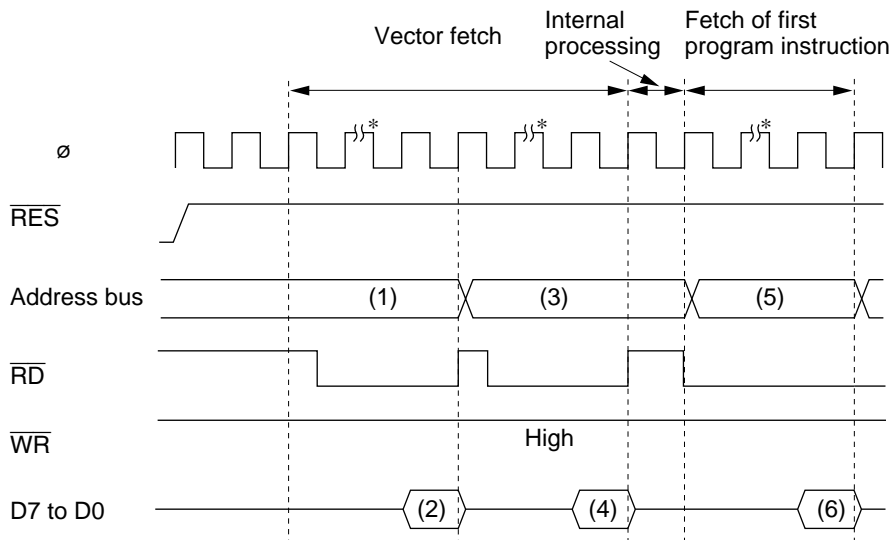 Vector fetch
Internal
processing
Fetch of first
program instruction
* * *
ø
RES
Address bus (1) (3) (5)
RD
WR High
D7 to D0 (2) (4) (6)